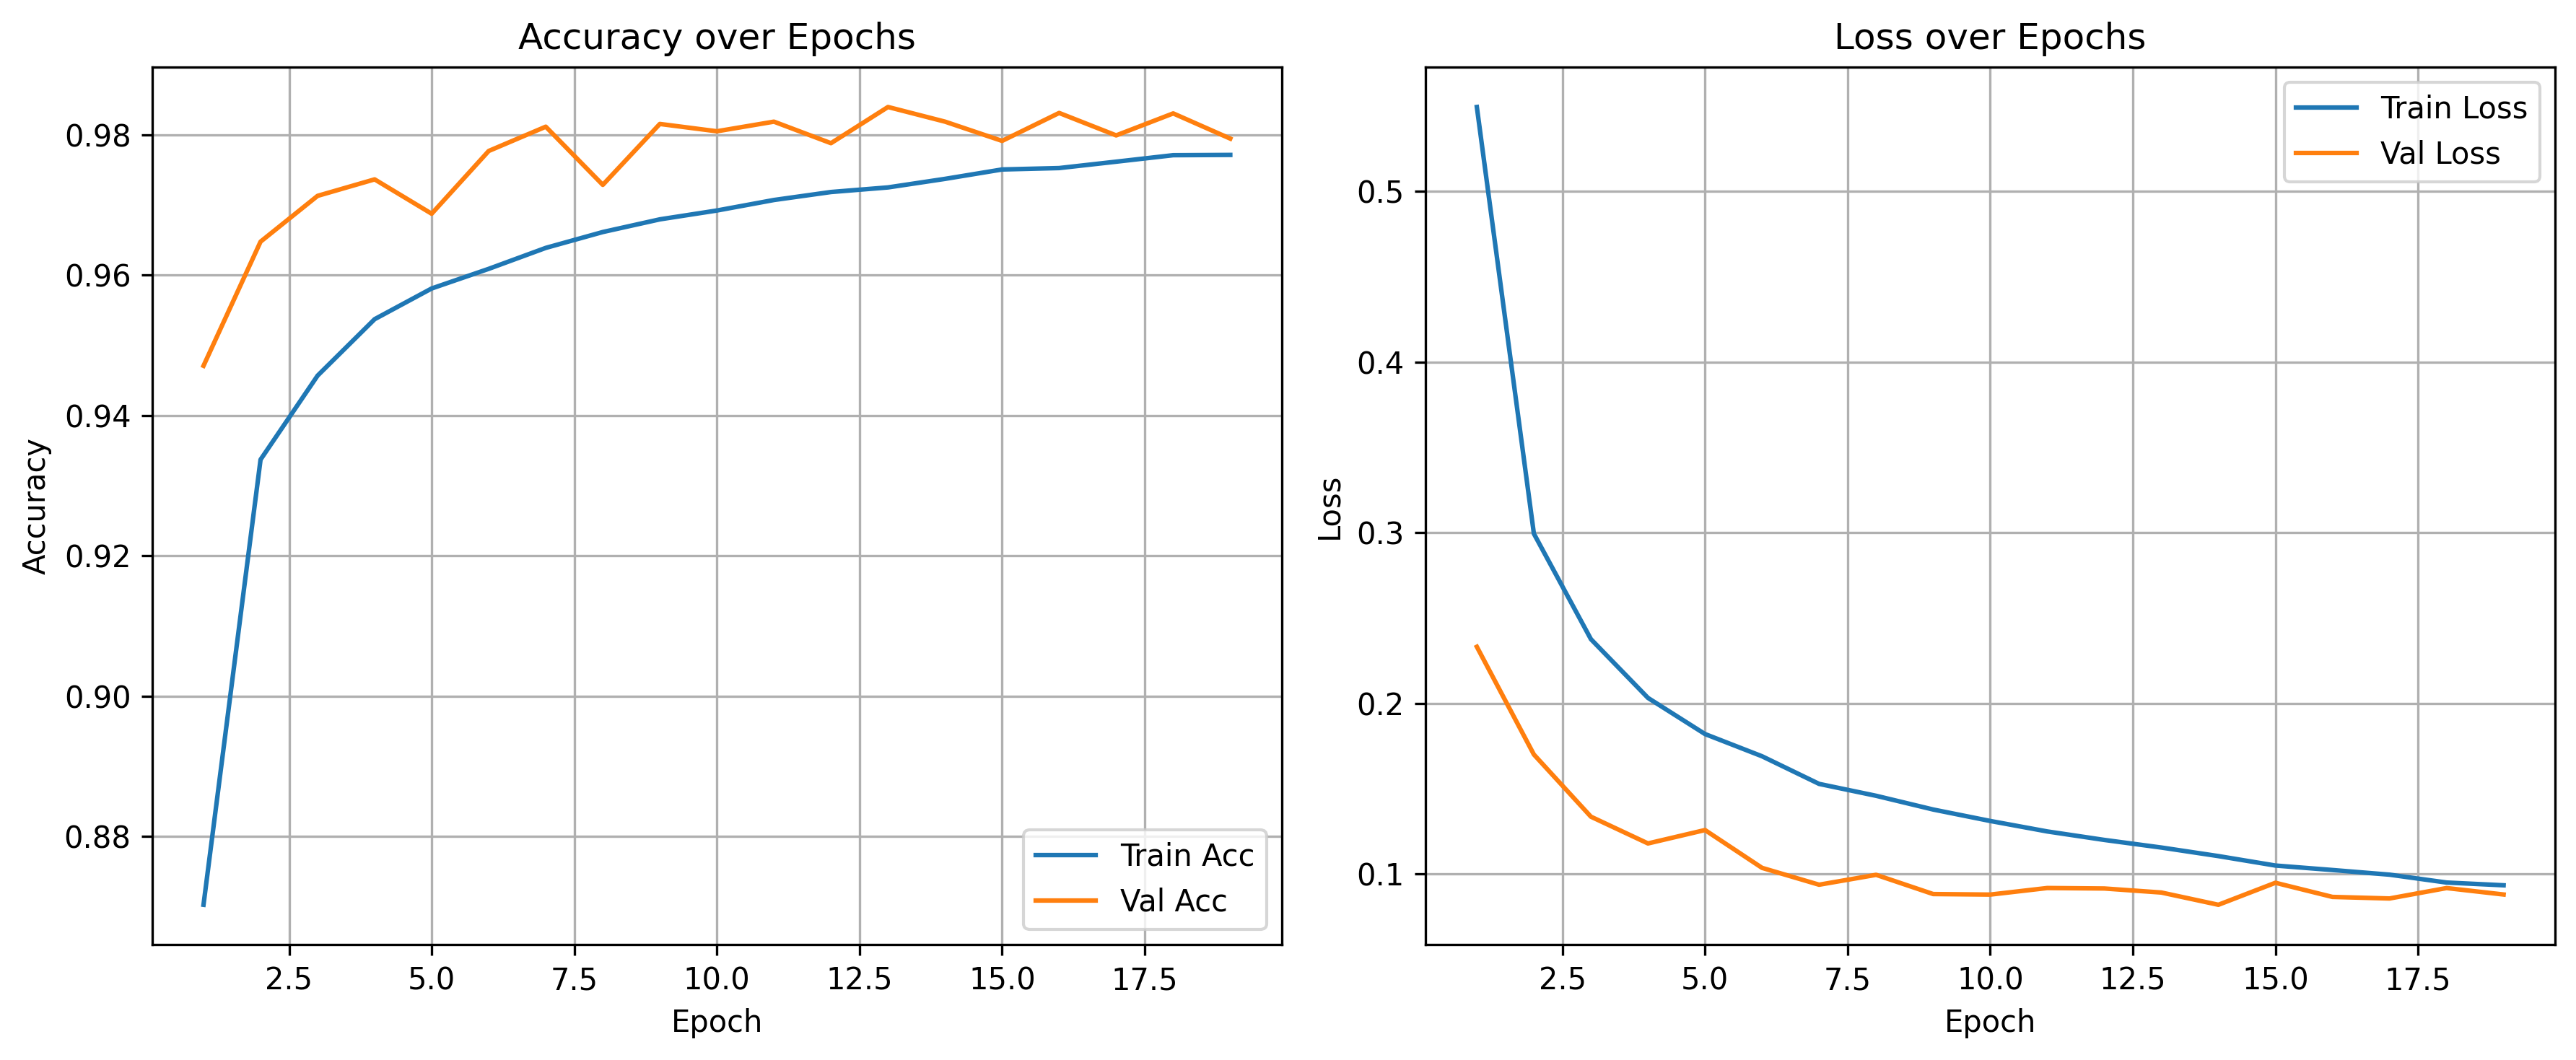 Accuracy over Epochs
Accuracy
0.98
0.96
0.94
0.92
0.90
0.88
2.5 5.0 7.5 10.0 12.5 15.0 17.5
Epoch
Train Acc
Val Acc
Loss over Epochs
Loss
0.5
0.4
0.3
0.2
0.1
2.5 5.0 7.5 10.0 12.5 15.0 17.5
Epoch
Train Loss
Val Loss